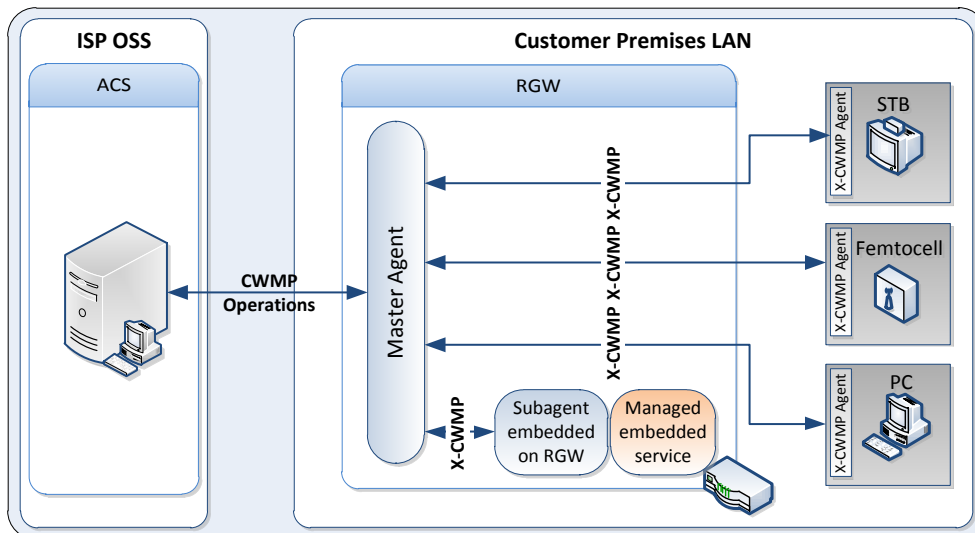 ISP OSS
ACS
CWMP
Operations
Customer Premises LAN
RGW
Master Agent
X-CWMP
X-CWMP
X-CWMP
X-CWMP
Subagent
embedded
on RGW
Managed
embedded
service
X-CWMP Agent
STB
X-CWMP Agent
Femtocell
X-CWMP Agent
PC